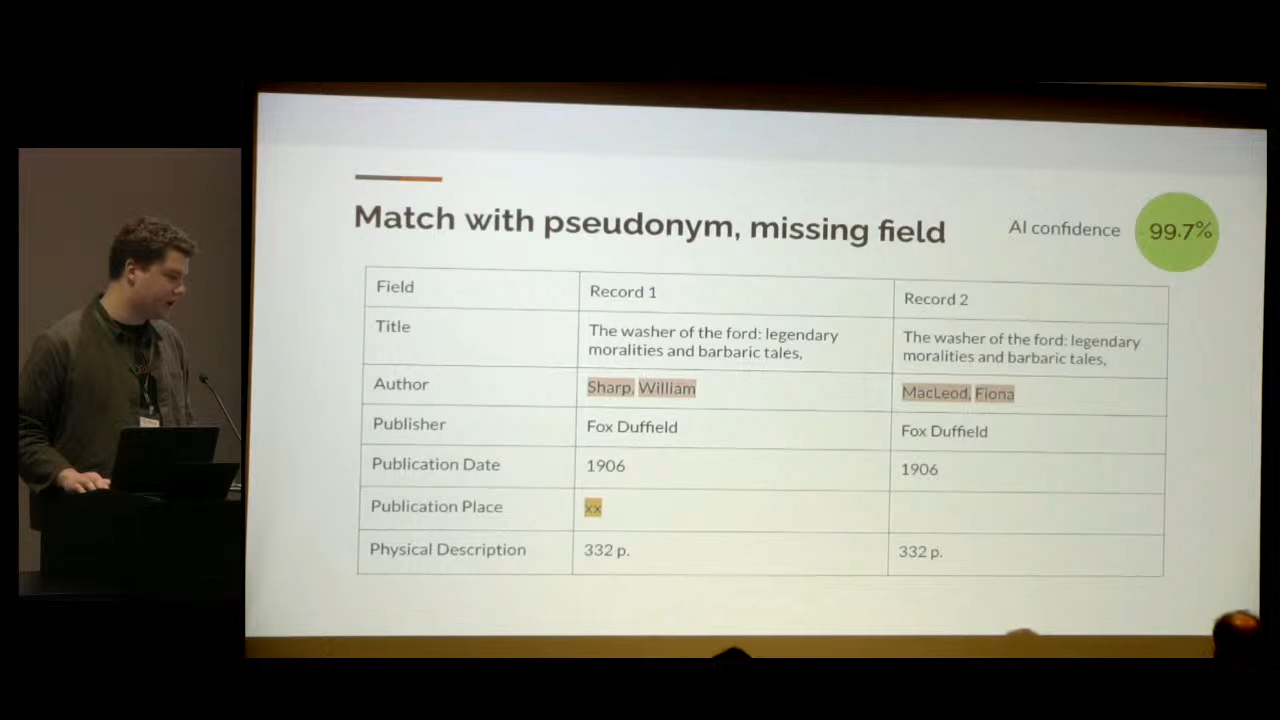 Match with pseudonym, missing field
AI confidence
99.7%
Field
Record 1
Record 2
Title
The washer of the ford: legendary
moralities and barbaric tales,
The washer of the ford: legendary
moralities and barbaric tales,
Author
Sharp, William
MacLeod, Fiona
Publisher
Fox Duffield
Fox Duffield
Publication Date
1906
1906
Publication Place
xx
Physical Description
332 p.
332 p.